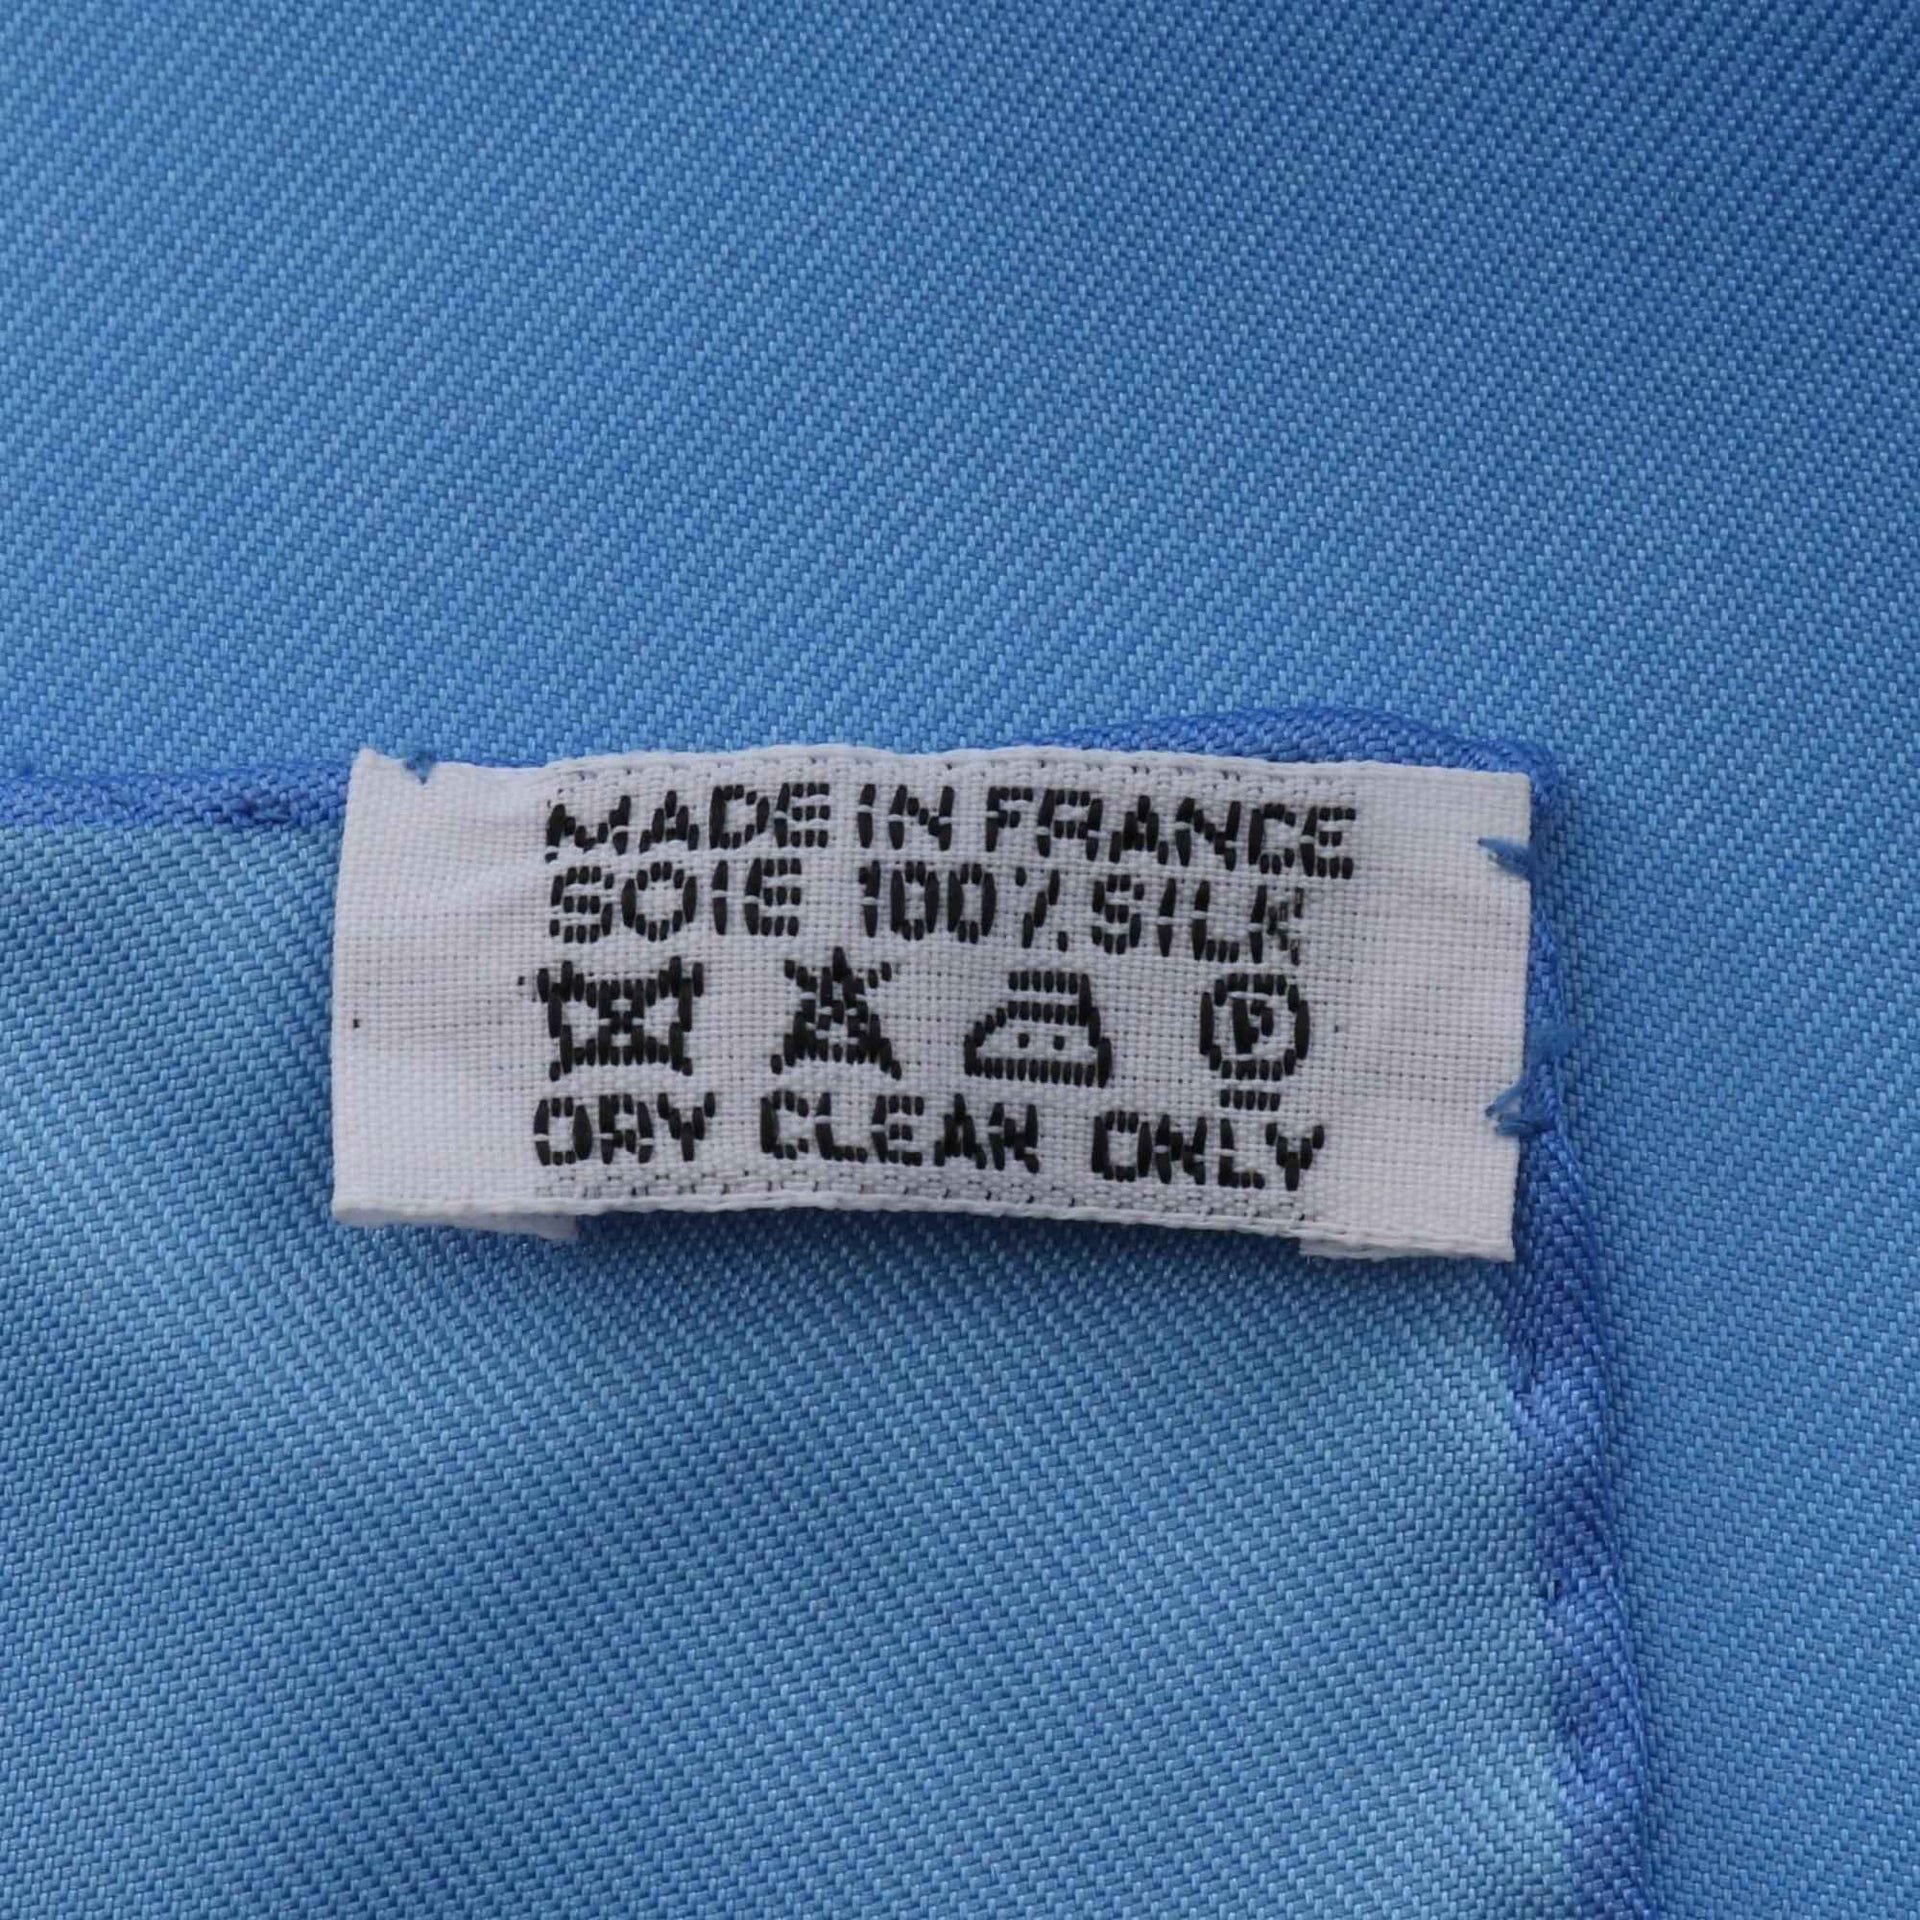 MADE IN FRANCE
SOIE 100% SILK
P
DRY CLEAN ONLY